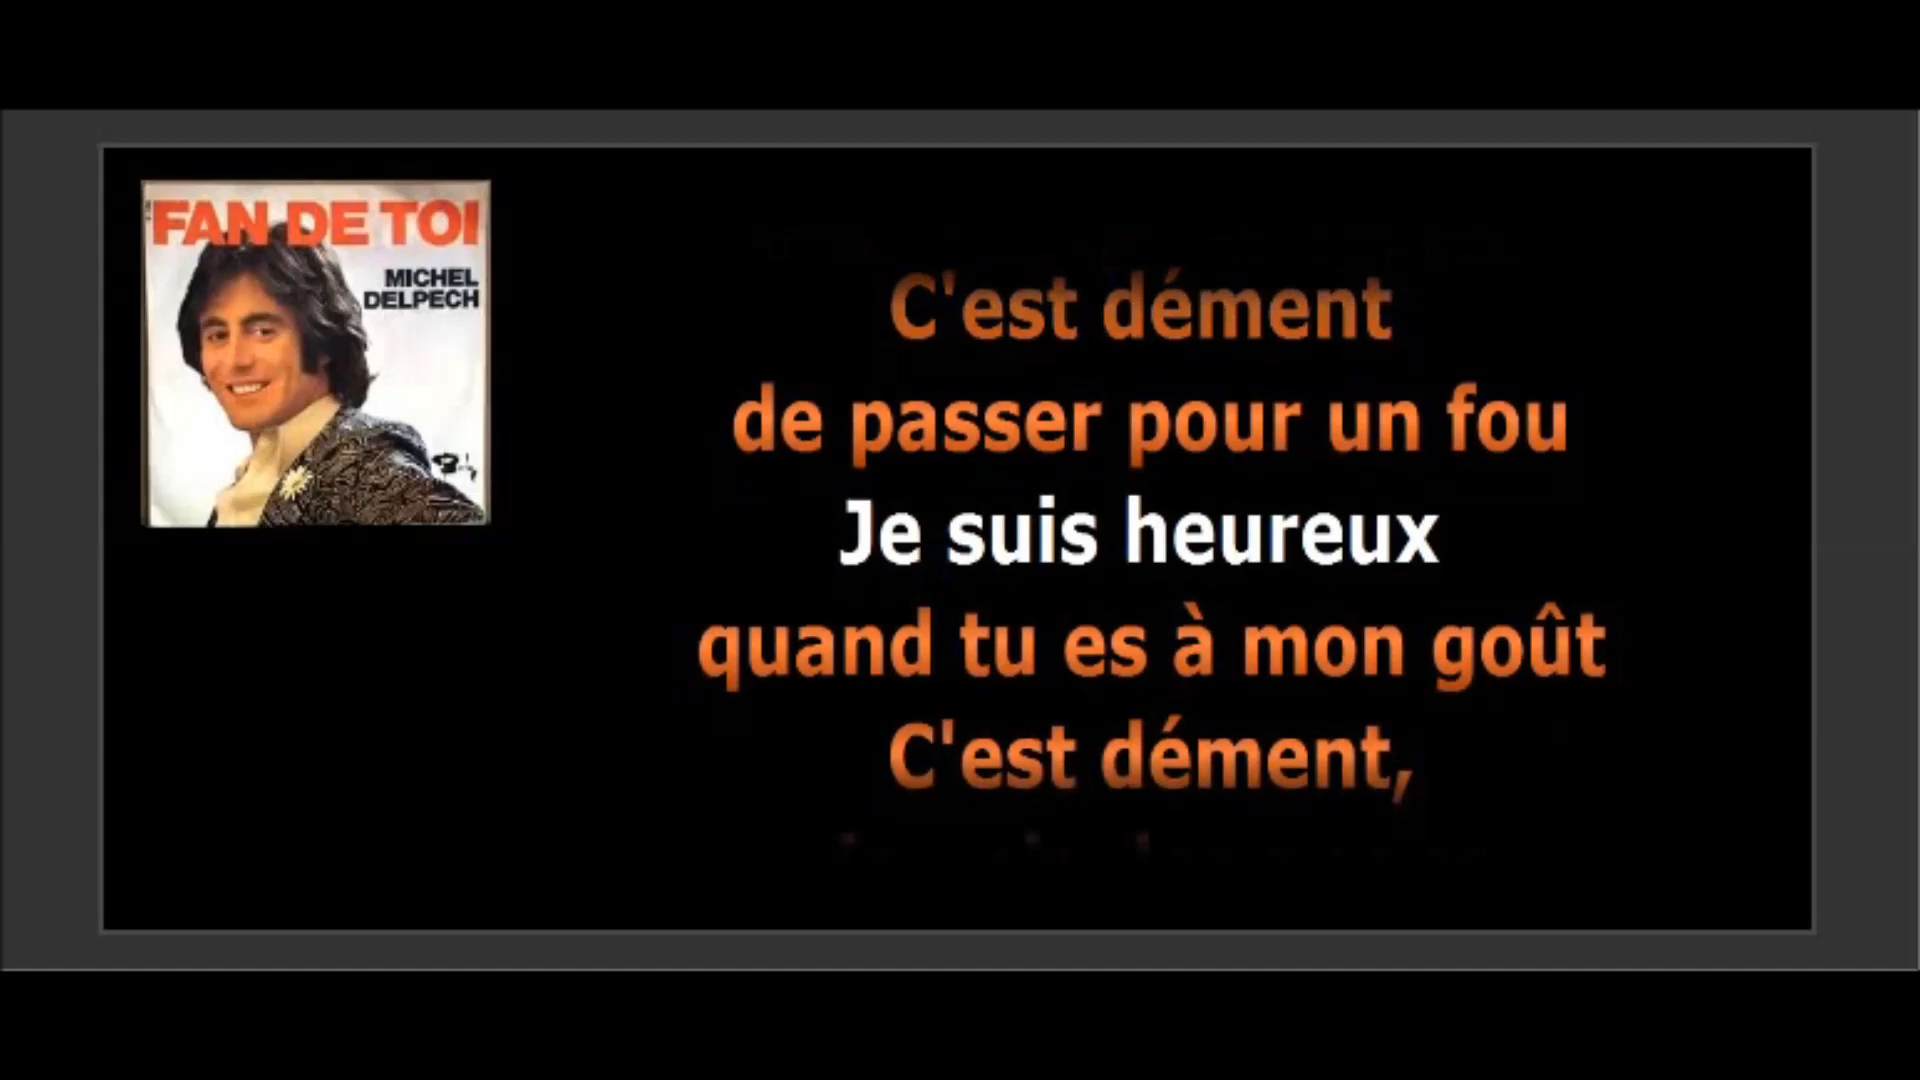 FAN DE TOI
MICHEL
DELPECH
C'est dément
de passer pour un fou
Je suis heureux
quand tu es à mon goût
C'est dément,